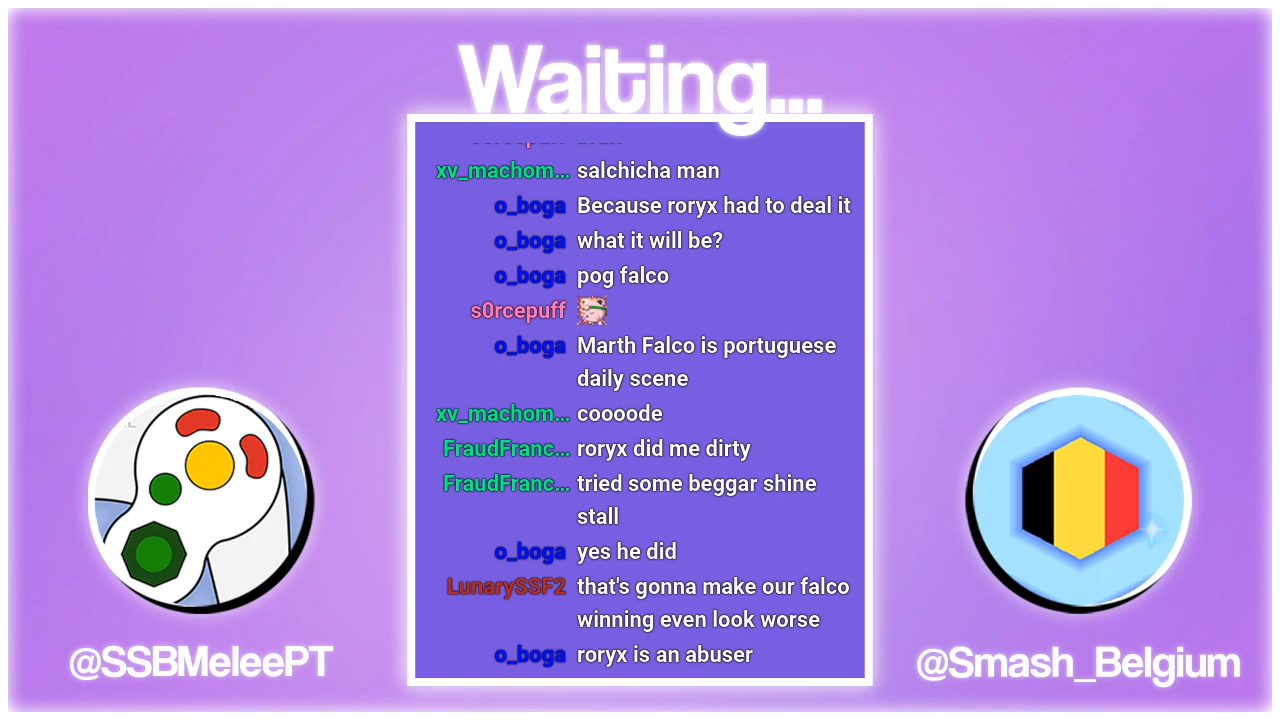 Waiting...
xv_machom... salchicha man
o_boga Because roryx had to deal it
o_boga what it will be?
o_boga pog falco
s0rcepuff
o_boga Marth Falco is portuguese
daily scene
xv_machom... coooode
FraudFranc... roryx did me dirty
FraudFranc... tried some beggar shine
stall
o_boga yes he did
LunarySSF2 that's gonna make our falco
winning even look worse
o_boga roryx is an abuser
@SSBMeleePT
@Smash_Belgium